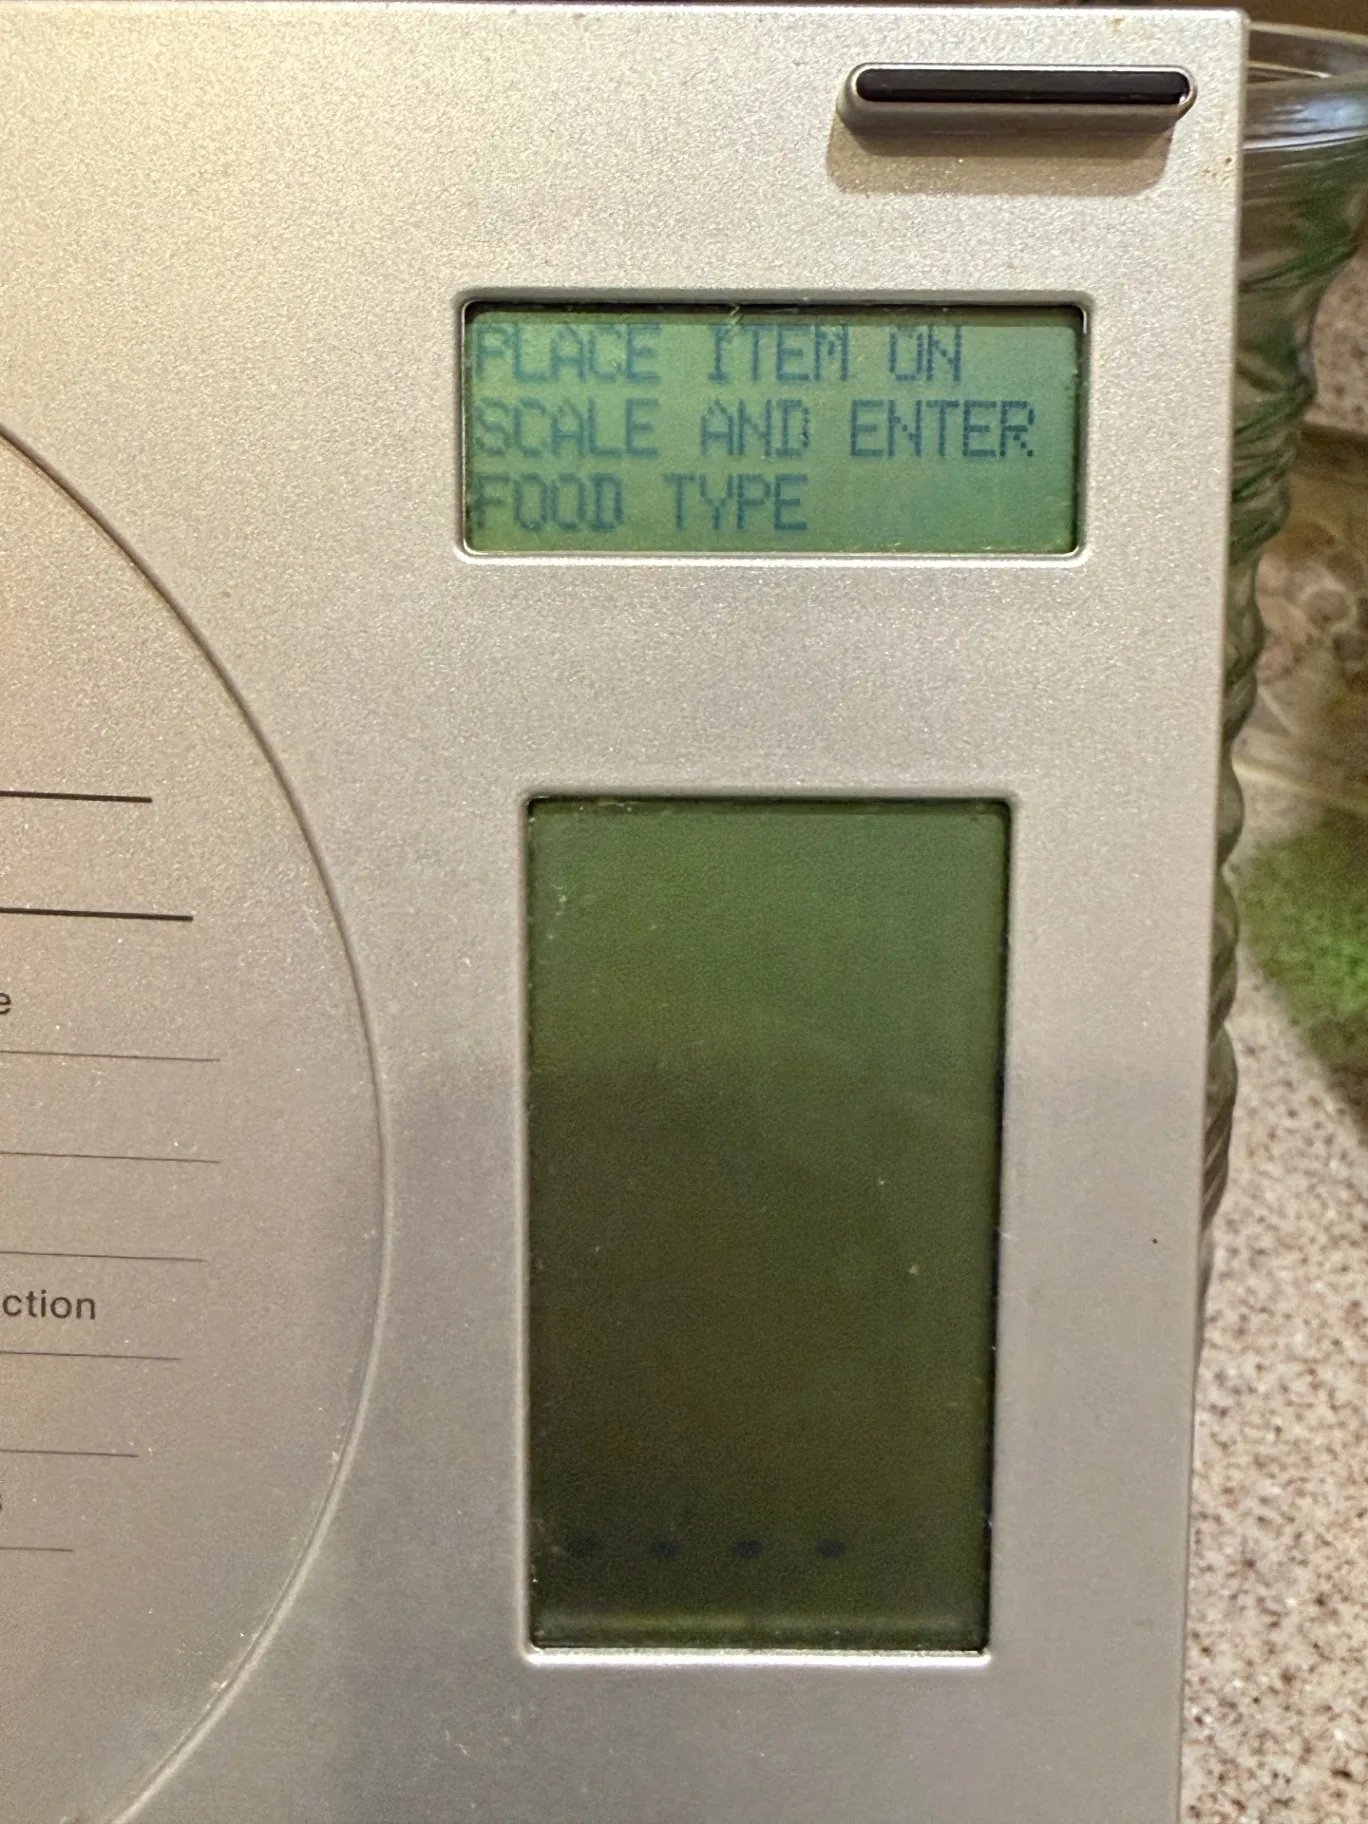 PLACE ITEM ON
SCALE AND ENTER
FOOD TYPE
e
ction